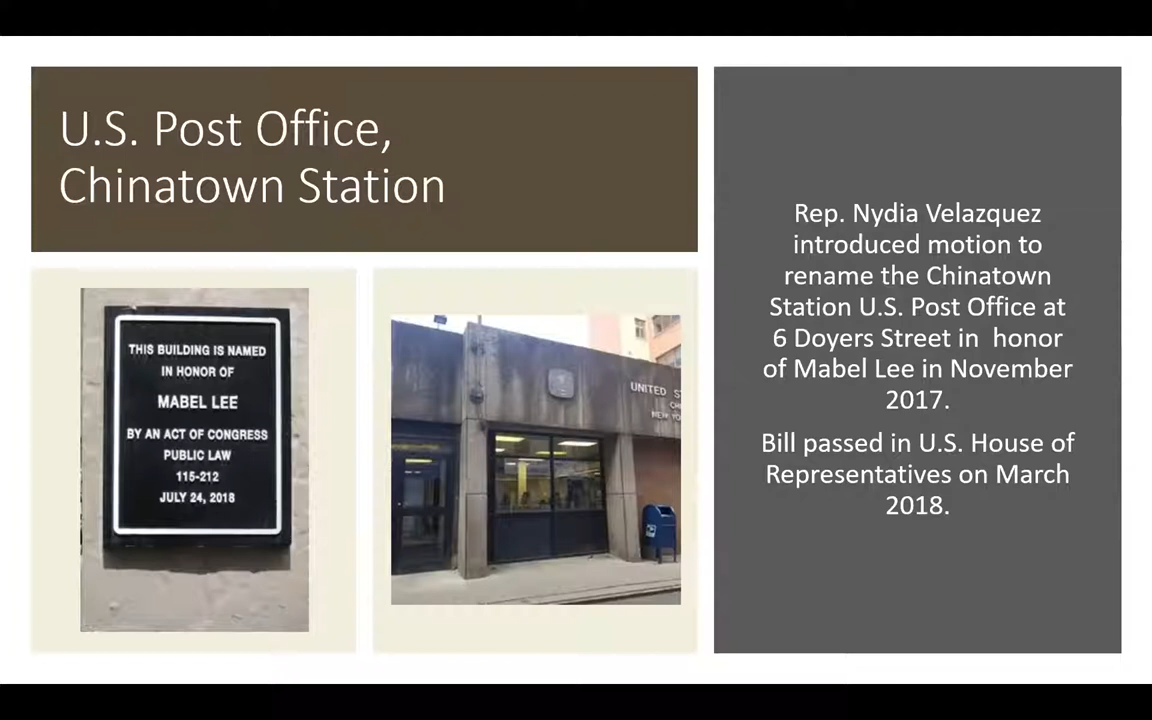 U.S. Post Office,
Chinatown Station
THIS BUILDING IS NAMED
IN HONOR OF
MABEL LEE
BY AN ACT OF CONGRESS
PUBLIC LAW
115-212
JULY 24, 2018
UNITED
Rep. Nydia Velazquez
introduced motion to
rename the Chinatown
Station U.S. Post Office at
6 Doyers Street in honor
of Mabel Lee in November
2017.
Bill passed in U.S. House of
Representatives on March
2018.